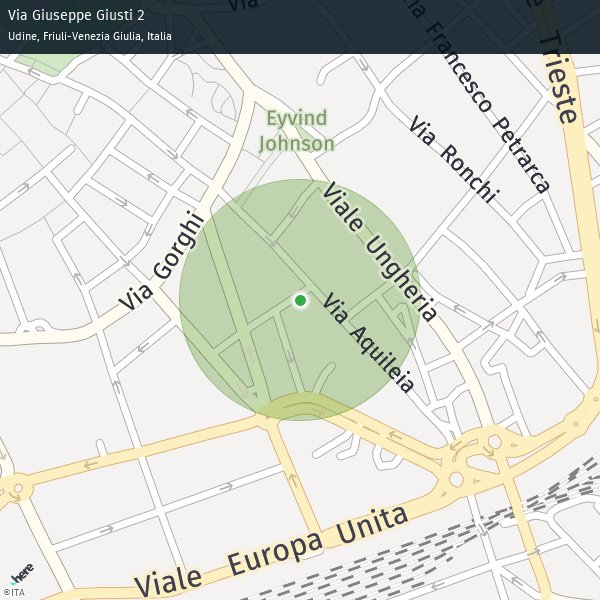 Via Giuseppe Giusti 2
Udine, Friuli-Venezia Giulia, Italia
Via
Via Francesco Petrarca
Trieste
Eyvind
Johnson
Via Ronchi
Via Gorghi
Viale Ungheria
Via Aquileia
Viale Europa Unita
here
©ITA